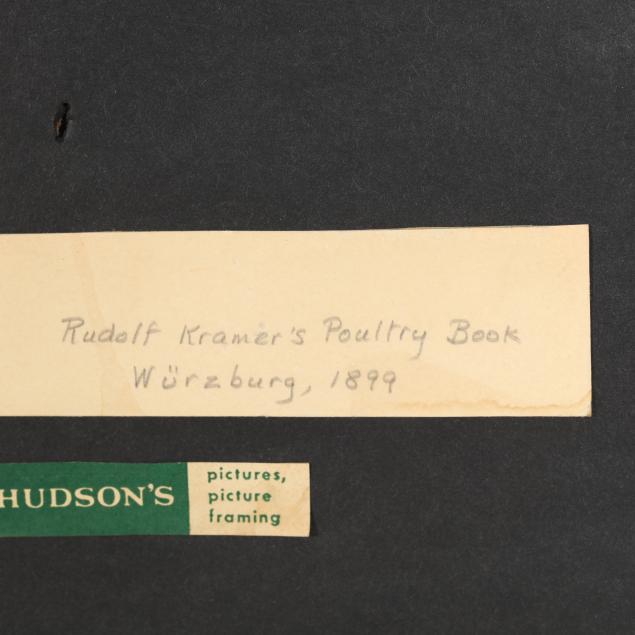 Rudolf Kramer's Poultry Book
Würzburg, 1899
HUDSON'S
pictures,
picture
framing